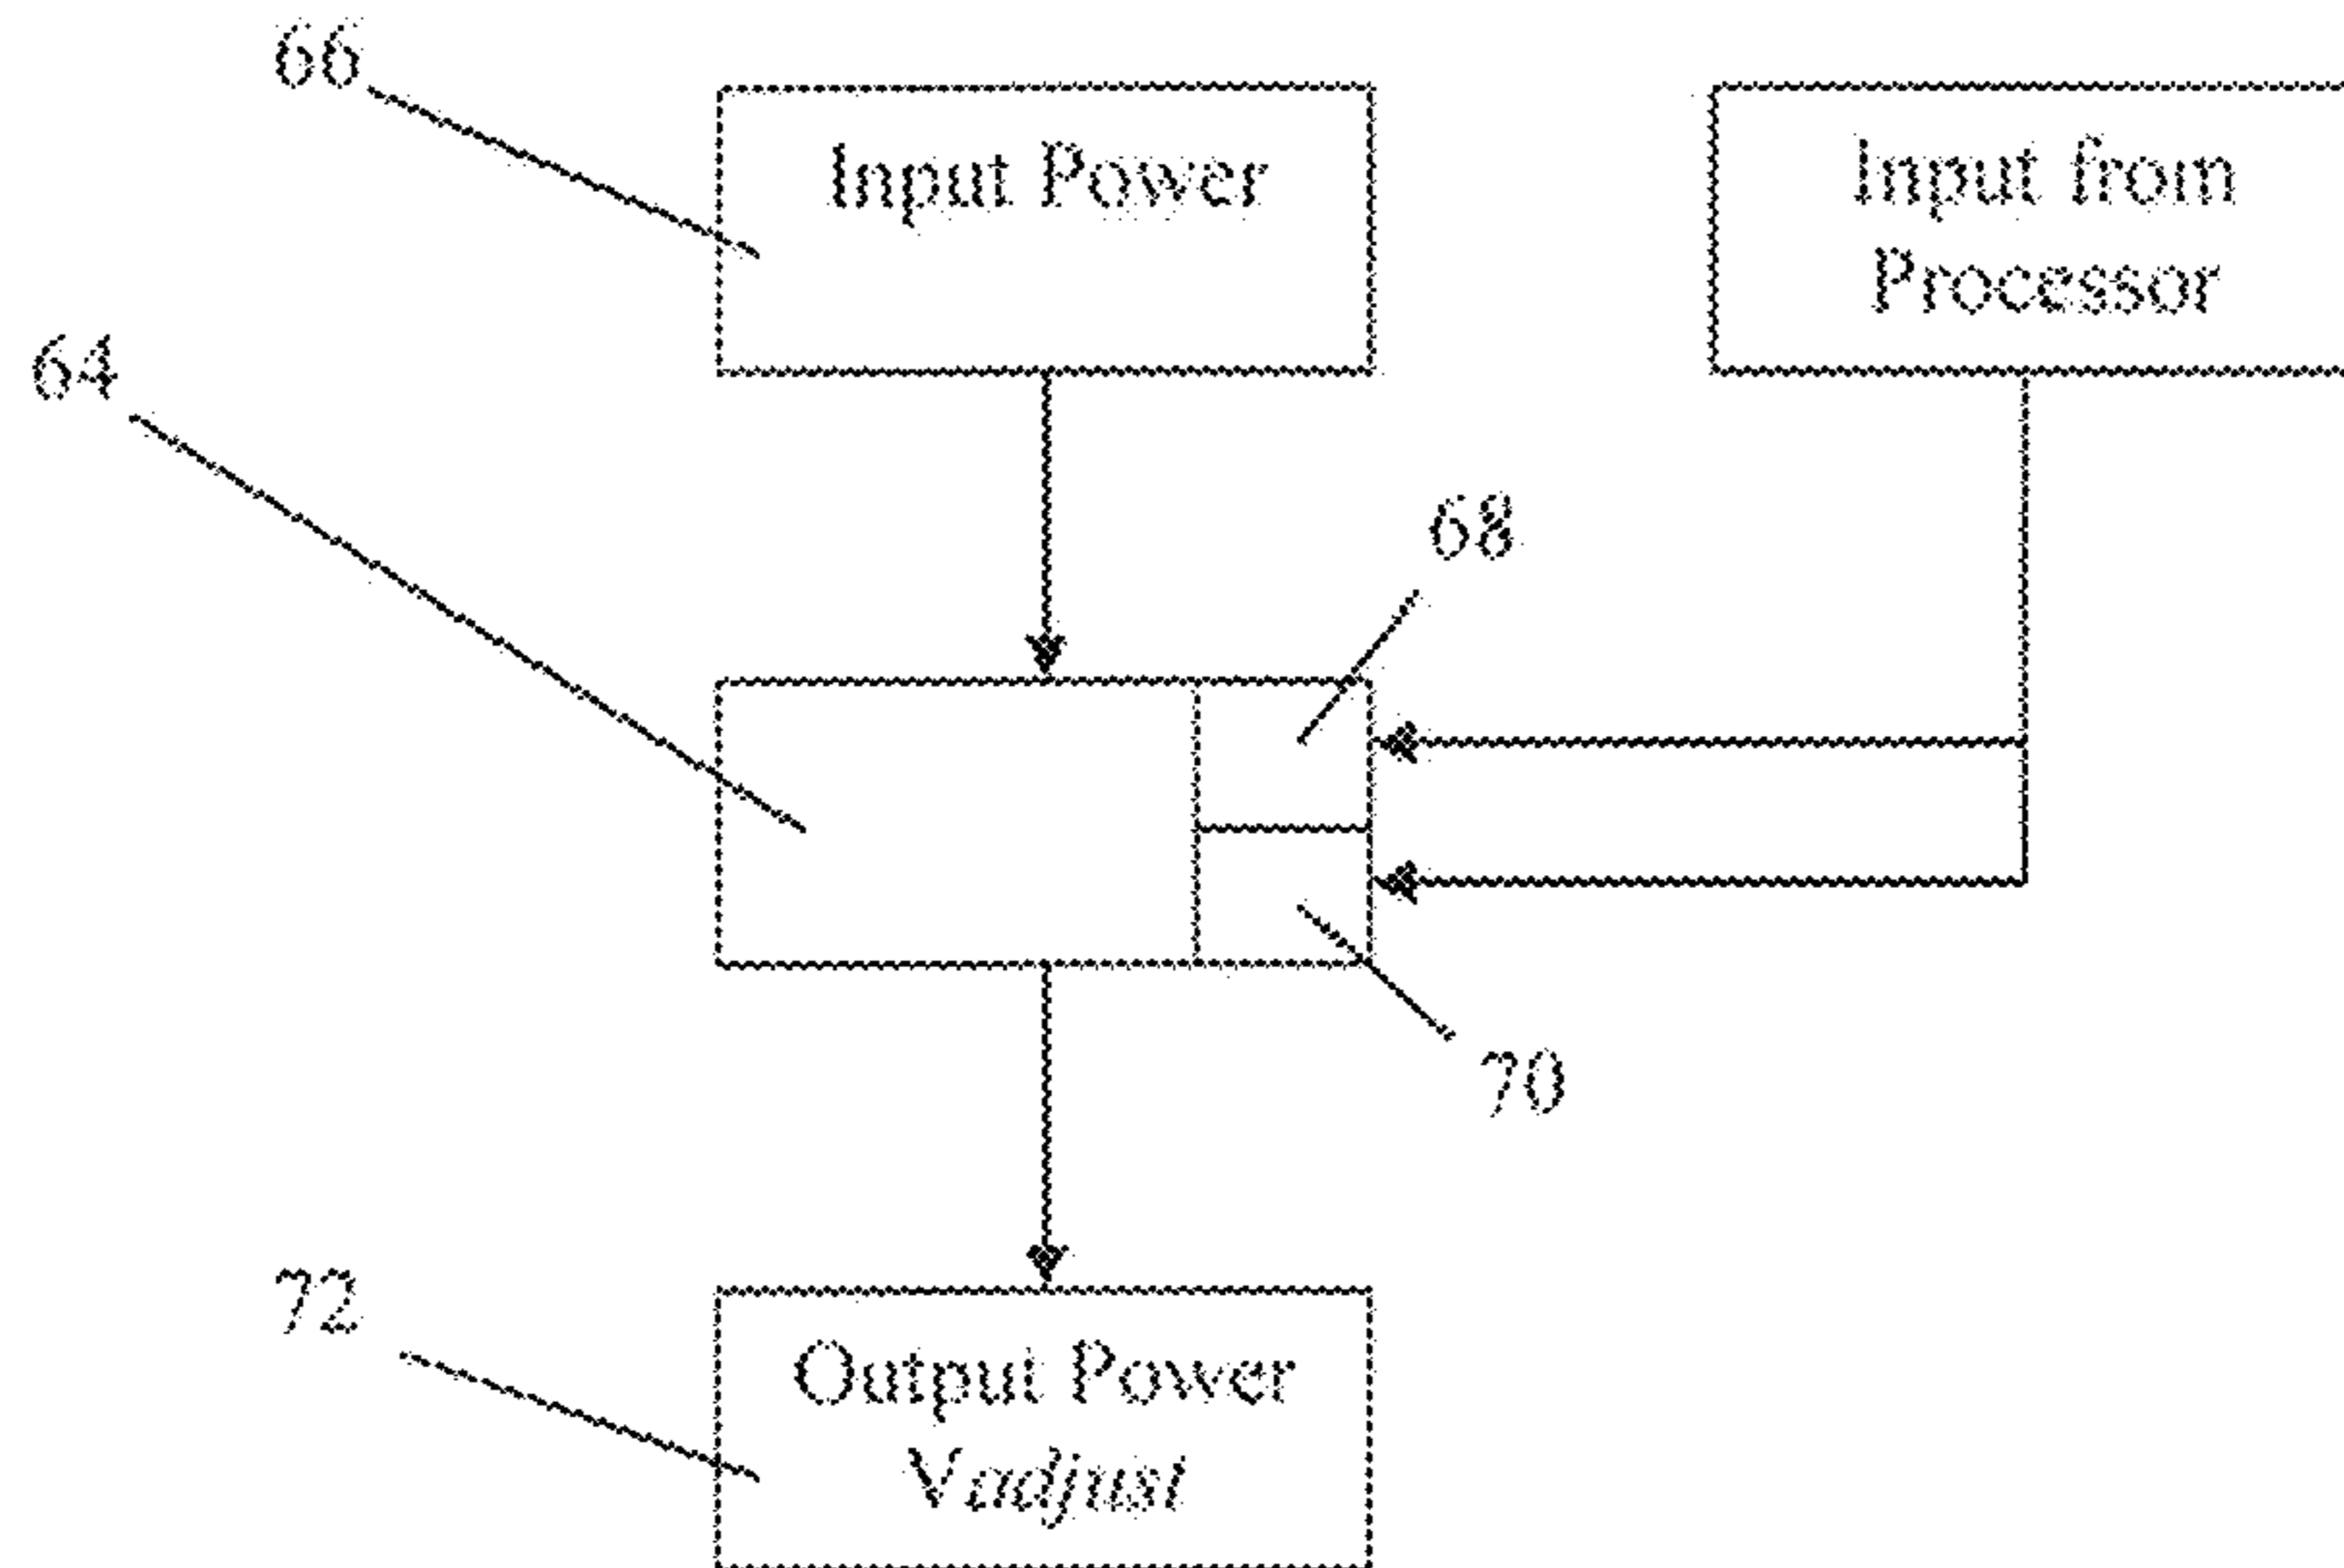 66
Input Power
Input from
Processor
64
68
70
72
Output Power
Vadjust